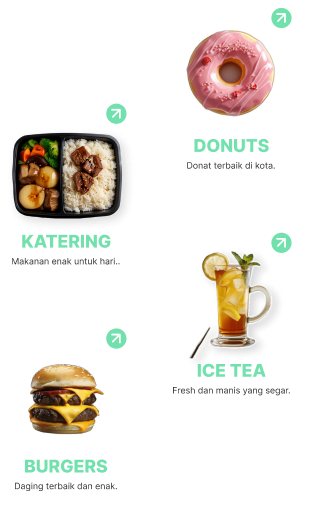 DONUTS
Donat terbaik di kota.
KATERING
Makanan enak untuk hari..
ICE TEA
Fresh dan manis yang segar.
BURGERS
Daging terbaik dan enak.